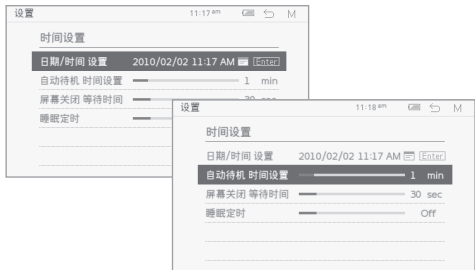 设置 11:17 am M
时间设置
日期/时间 设置 2010/02/02 11:17 AM Enter
自动待机 时间设置 1 min
屏幕关闭 等待时间
睡眠定时
设置 11:18 am M
时间设置
日期/时间 设置 2010/02/02 11:17 AM Enter
自动待机 时间设置 1 min
屏幕关闭 等待时间 30 sec
睡眠定时 Off